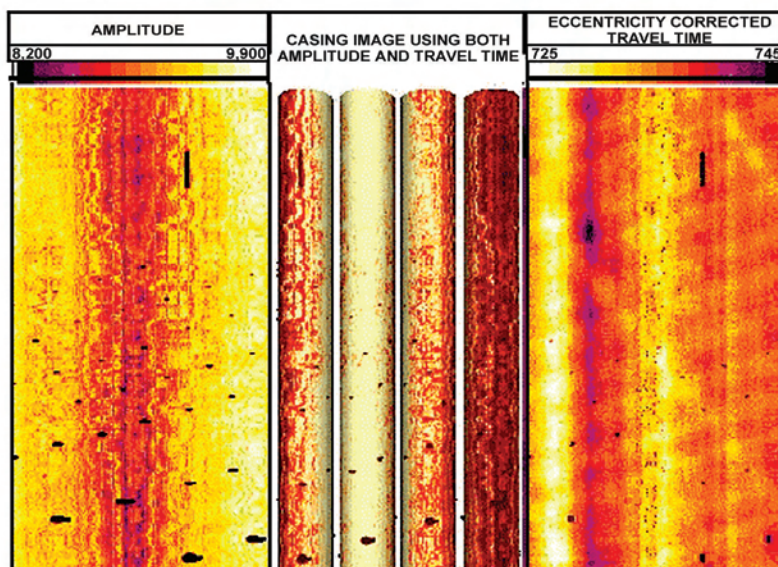 AMPLITUDE
8,200 9,900
CASING IMAGE USING BOTH
AMPLITUDE AND TRAVEL TIME
ECCENTRICITY CORRECTED
TRAVEL TIME
725 745